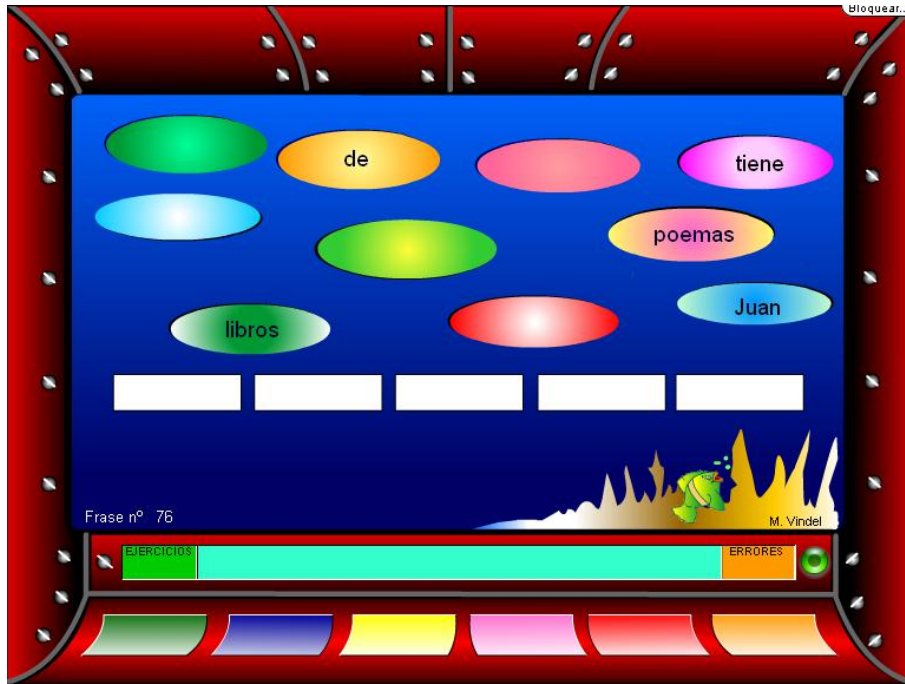 Bloquear..
de
tiene
poemas
Juan
libros
Frase nº 76
M. Vindel
EJERCICIOS
ERRORES